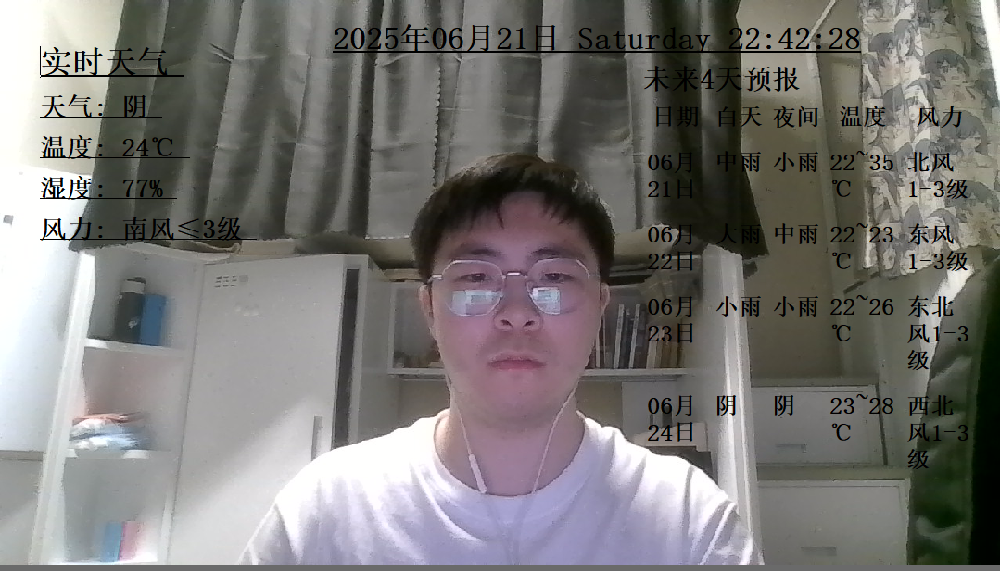 2025年06月21日 Saturday 22:42:28
实时天气
天气: 阴
温度: 24℃
湿度: 77%
风力: 南风≤3级
未来4天预报
日期 白天 夜间 温度 风力
06月21日 中雨 小雨 22~35℃ 北风1-3级
06月22日 大雨 中雨 22~23℃ 东风1-3级
06月23日 小雨 小雨 22~26℃ 东北风1-3级
06月24日 阴 阴 23~28℃ 西北风1-3级